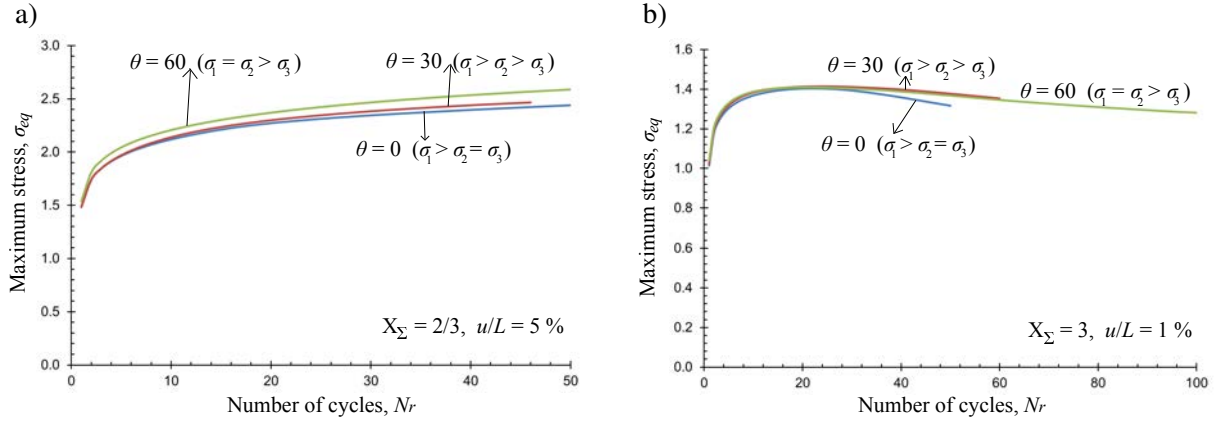 a)
3.0
2.5
2.0
1.5
1.0
0.5
0.0
Maximum stress, σeq
θ = 60 (σ1 = σ2 > σ3)
θ = 30 (σ1 > σ2 > σ3)
θ = 0 (σ1 > σ2 = σ3)
XΣ = 2/3, u/L = 5 %
0 10 20 30 40 50
Number of cycles, Nr
b)
1.6
1.4
1.2
1.0
0.8
0.6
0.4
0.2
0.0
Maximum stress, σeq
θ = 30 (σ1 > σ2 > σ3)
θ = 60 (σ1 = σ2 > σ3)
θ = 0 (σ1 > σ2 = σ3)
XΣ = 3, u/L = 1 %
0 20 40 60 80 100
Number of cycles, Nr